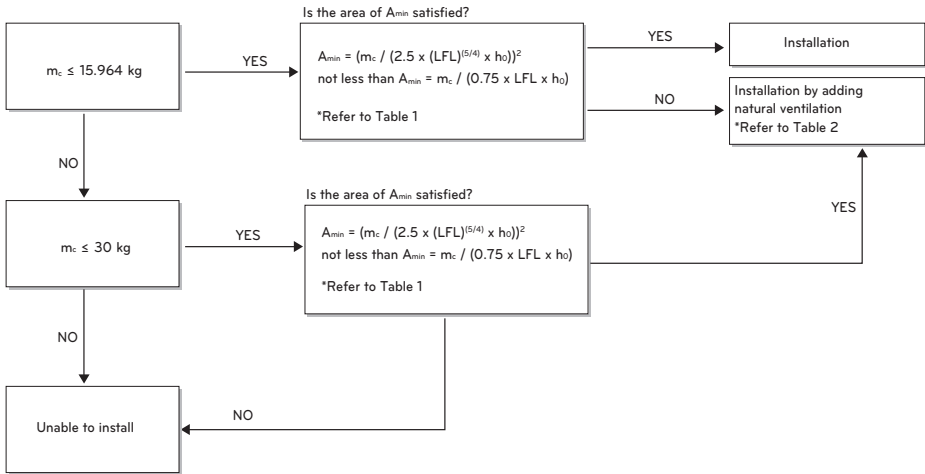 Is the area of Amin satisfied?
mc ≤ 15.964 kg
YES
Amin = (mc / (2.5 x (LFL)(5/4) x h0))2
not less than Amin = mc / (0.75 x LFL x h0)
*Refer to Table 1
YES
Installation
NO
Installation by adding
natural ventilation
*Refer to Table 2
NO
Is the area of Amin satisfied?
mc ≤ 30 kg
YES
Amin = (mc / (2.5 x (LFL)(5/4) x h0))2
not less than Amin = mc / (0.75 x LFL x h0)
*Refer to Table 1
YES
NO
Unable to install
NO